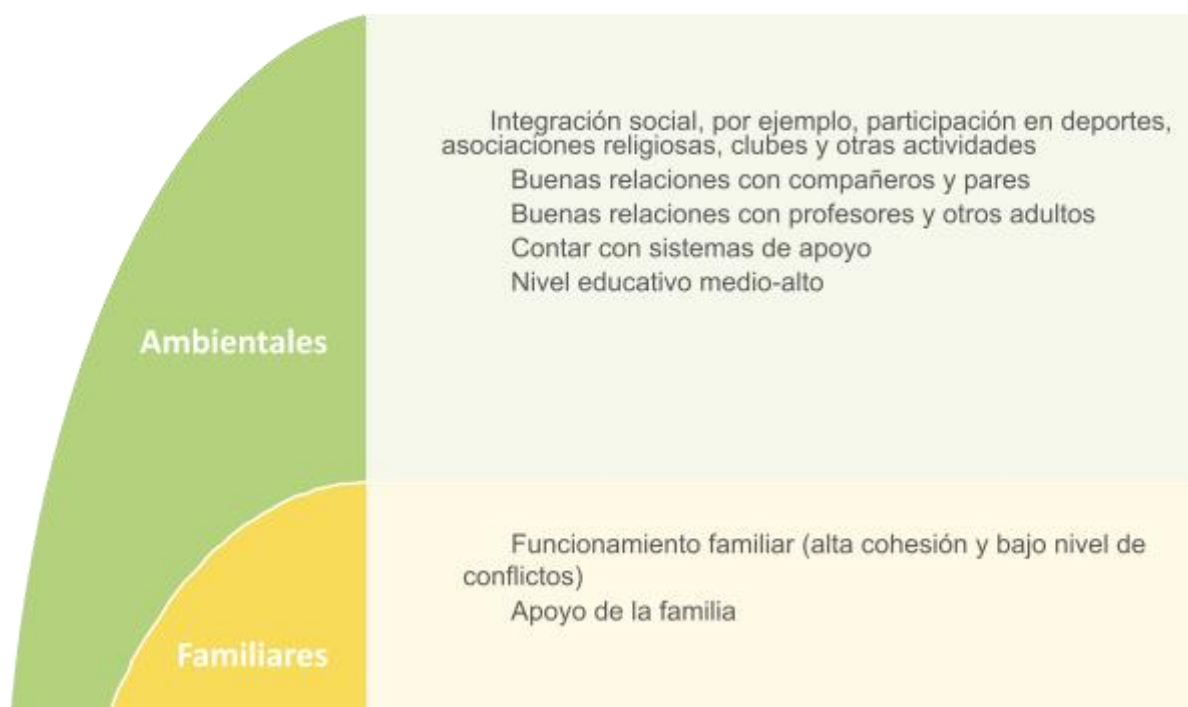 Integración social, por ejemplo, participación en deportes,
asociaciones religiosas, clubes y otras actividades
Buenas relaciones con compañeros y pares
Buenas relaciones con profesores y otros adultos
Contar con sistemas de apoyo
Nivel educativo medio-alto
Ambientales
Funcionamiento familiar (alta cohesión y bajo nivel de
conflictos)
Apoyo de la familia
Familiares